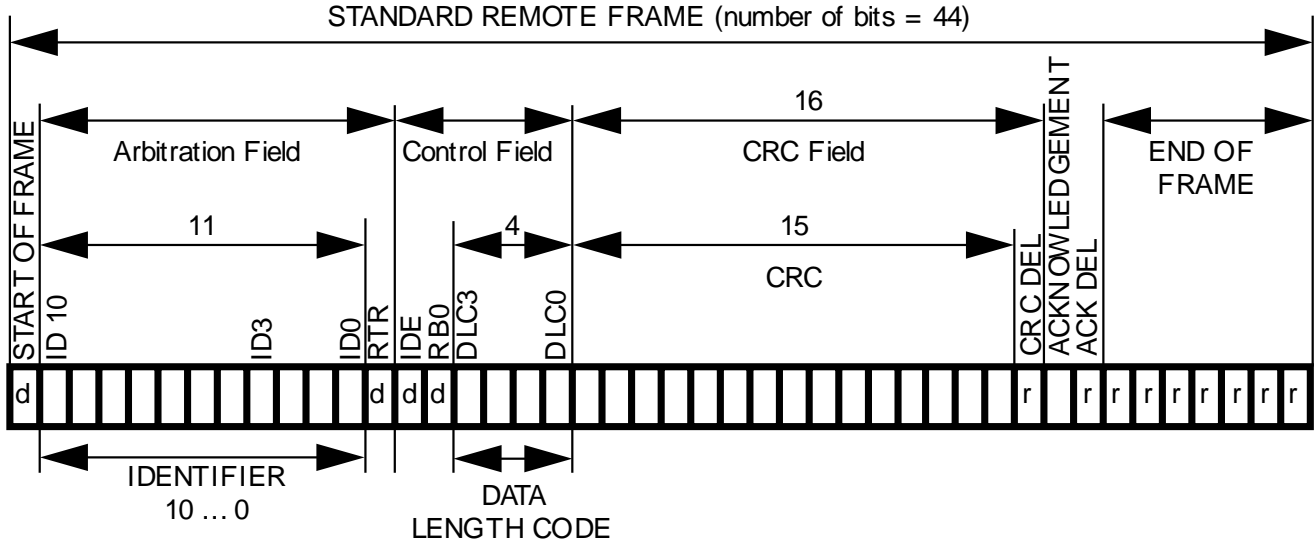 STANDARD REMOTE FRAME (number of bits = 44)
16
Arbitration Field
Control Field
CRC Field
END OF
FRAME
11
4
15
CRC
START OF FRAME
ID 10
ID3
ID0
RTR
IDE
RB0
DLC3
DLC0
CRC DEL
ACKNOWLEDGEMENT
ACK DEL
d d d d r r r r r r r r r
IDENTIFIER
10 ... 0
DATA
LENGTH CODE